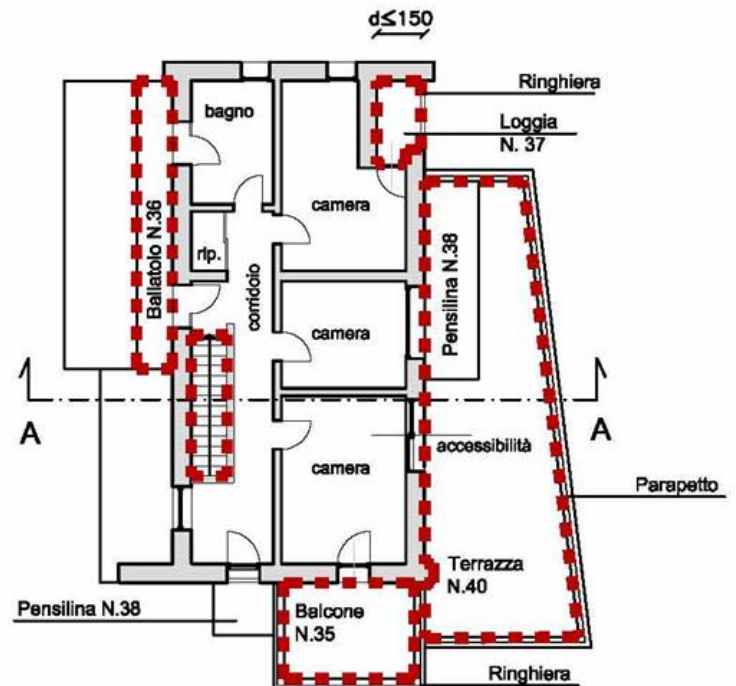 d≤150
Ringhiera
bagno
Loggia
N. 37
camera
Ballatoio N.36
rip.
corridoio
Pensilina N.38
camera
A
A
accessibilità
camera
Parapetto
Terrazza
N.40
Pensilina N.38
Balcone
N.35
Ringhiera